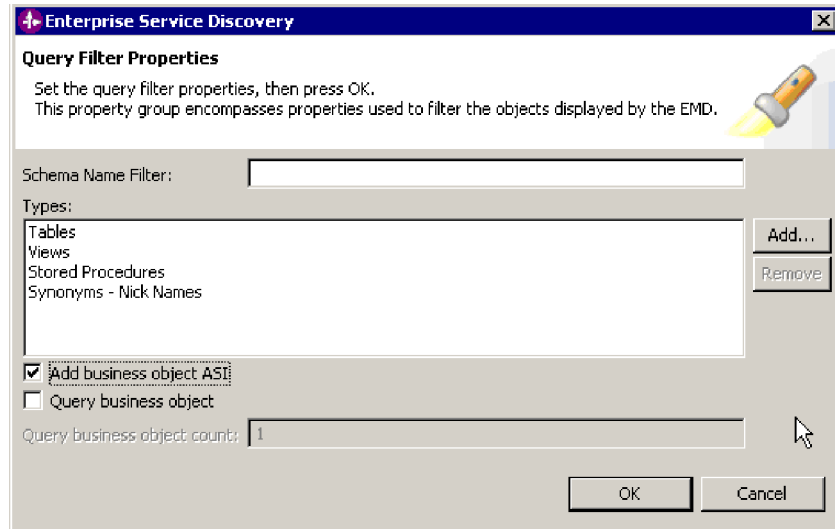 Enterprise Service Discovery
Query Filter Properties
Set the query filter properties, then press OK.
This property group encompasses properties used to filter the objects displayed by the EMD.
Schema Name Filter:
Types:
Tables
Views
Stored Procedures
Synonyms - Nick Names
Add...
Remove
Add business object ASI
Query business object
Query business object count: 1
OK Cancel